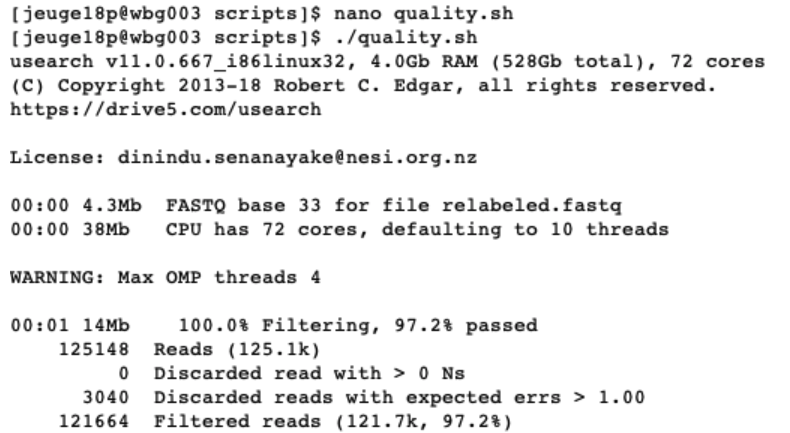 [jeuge18p@wbg003 scripts]$ nano quality.sh
[jeuge18p@wbg003 scripts]$ ./quality.sh
usearch v11.0.667_i86linux32, 4.0Gb RAM (528Gb total), 72 cores
(C) Copyright 2013-18 Robert C. Edgar, all rights reserved.
https://drive5.com/usearch
License: dinindu.senanayake@nesi.org.nz
00:00 4.3Mb  FASTQ base 33 for file relabeled.fastq
00:00 38Mb   CPU has 72 cores, defaulting to 10 threads
WARNING: Max OMP threads 4
00:01 14Mb    100.0% Filtering, 97.2% passed
    125148  Reads (125.1k)
         0  Discarded read with > 0 Ns
      3040  Discarded reads with expected errs > 1.00
    121664  Filtered reads (121.7k, 97.2%)